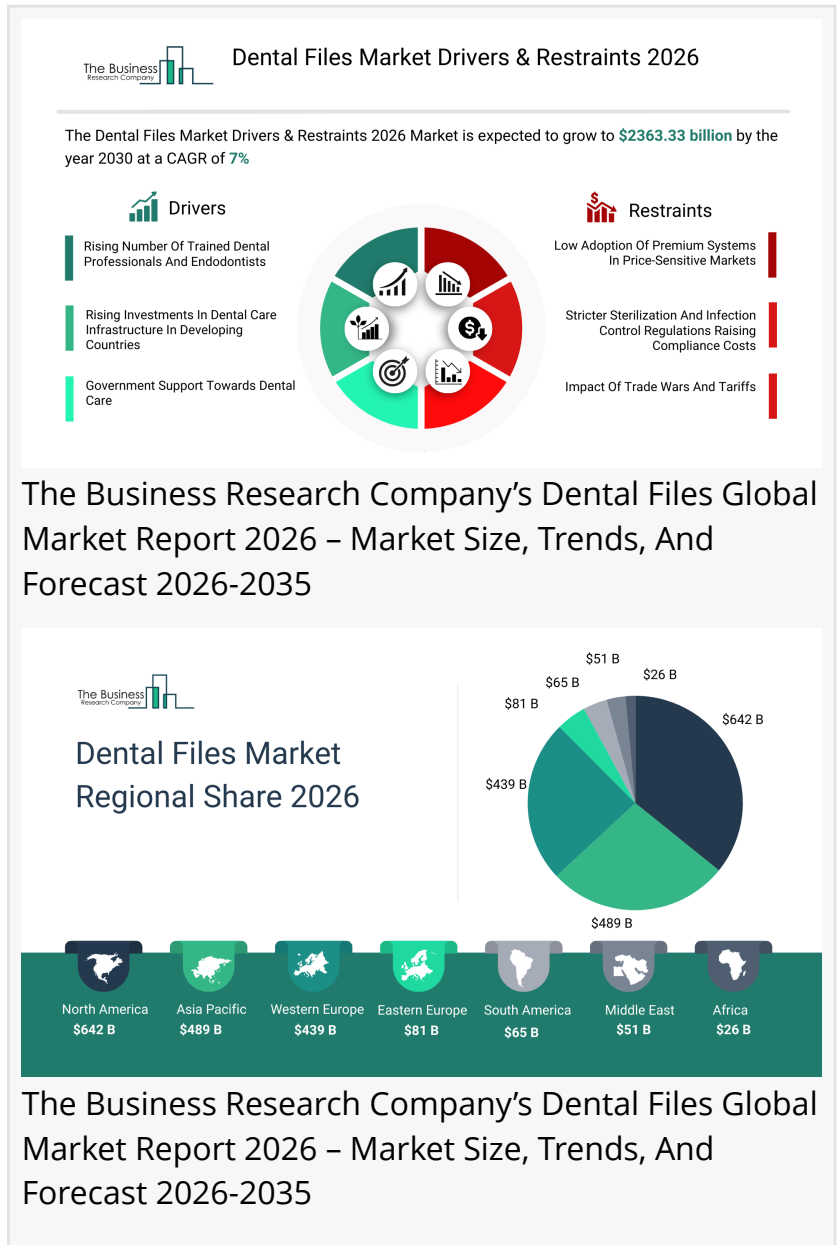 The Business
Research Company
Dental Files Market Drivers & Restraints 2026
The Dental Files Market Drivers & Restraints 2026 Market is expected to grow to $2363.33 billion by the
year 2030 at a CAGR of 7%
Drivers
Rising Number Of Trained Dental
Professionals And Endodontists
Rising Investments In Dental Care
Infrastructure In Developing
Countries
Government Support Towards Dental
Care
Restraints
Low Adoption Of Premium Systems
In Price-Sensitive Markets
Stricter Sterilization And Infection
Control Regulations Raising
Compliance Costs
Impact Of Trade Wars And Tariffs
The Business Research Company’s Dental Files Global
Market Report 2026 – Market Size, Trends, And
Forecast 2026-2035
The Business
Research Company
Dental Files Market
Regional Share 2026
$51 B
$26 B
$65 B
$81 B
$642 B
$439 B
$489 B
North America
$642 B
Asia Pacific
$489 B
Western Europe
$439 B
Eastern Europe
$81 B
South America
$65 B
Middle East
$51 B
Africa
$26 B
The Business Research Company’s Dental Files Global
Market Report 2026 – Market Size, Trends, And
Forecast 2026-2035